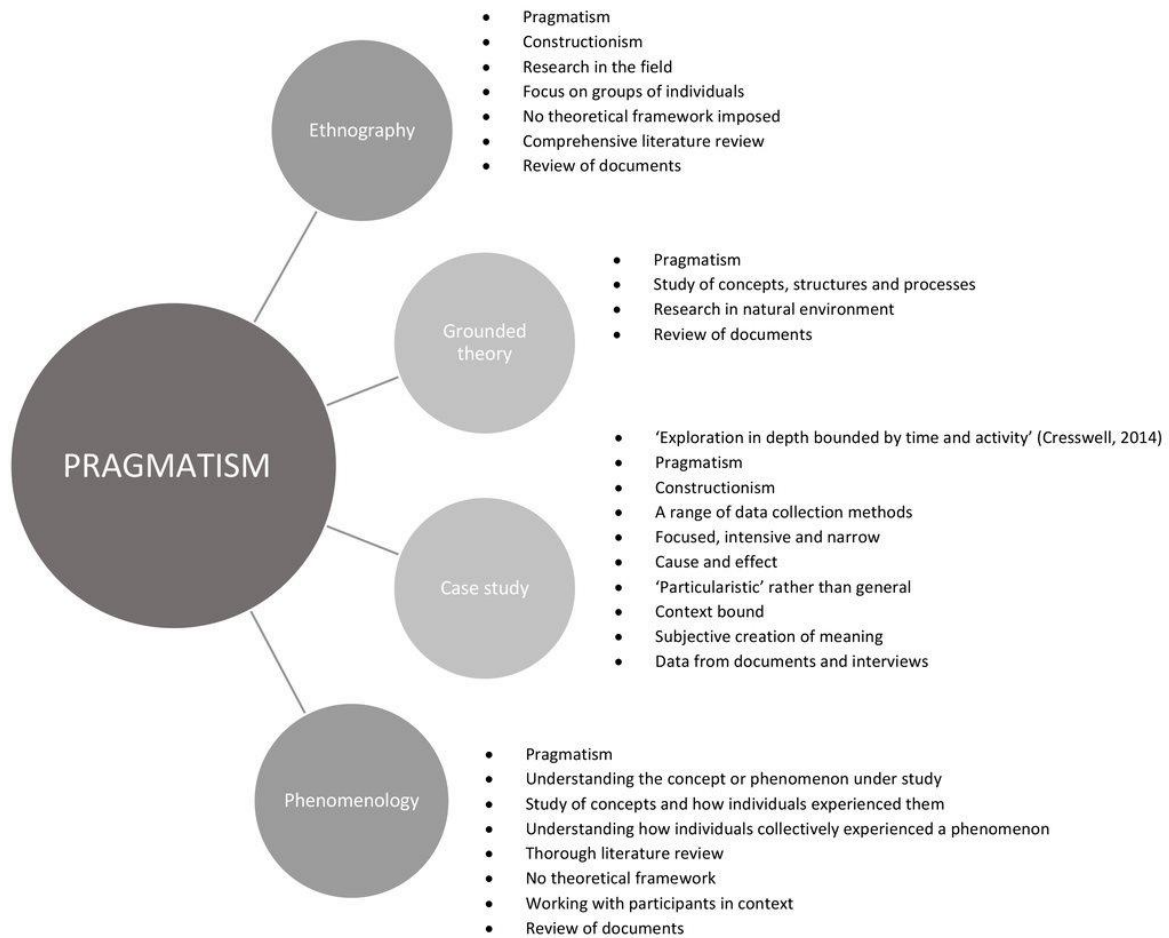 • Pragmatism
• Constructionism
• Research in the field
• Focus on groups of individuals
• No theoretical framework imposed
• Comprehensive literature review
• Review of documents
Ethnography
• Pragmatism
• Study of concepts, structures and processes
• Research in natural environment
• Review of documents
Grounded
theory
PRAGMATISM
• ‘Exploration in depth bounded by time and activity’ (Cresswell, 2014)
• Pragmatism
• Constructionism
• A range of data collection methods
• Focused, intensive and narrow
• Cause and effect
• ‘Particularistic’ rather than general
• Context bound
• Subjective creation of meaning
• Data from documents and interviews
Case study
• Pragmatism
• Understanding the concept or phenomenon under study
• Study of concepts and how individuals experienced them
• Understanding how individuals collectively experienced a phenomenon
• Thorough literature review
• No theoretical framework
• Working with participants in context
• Review of documents
Phenomenology